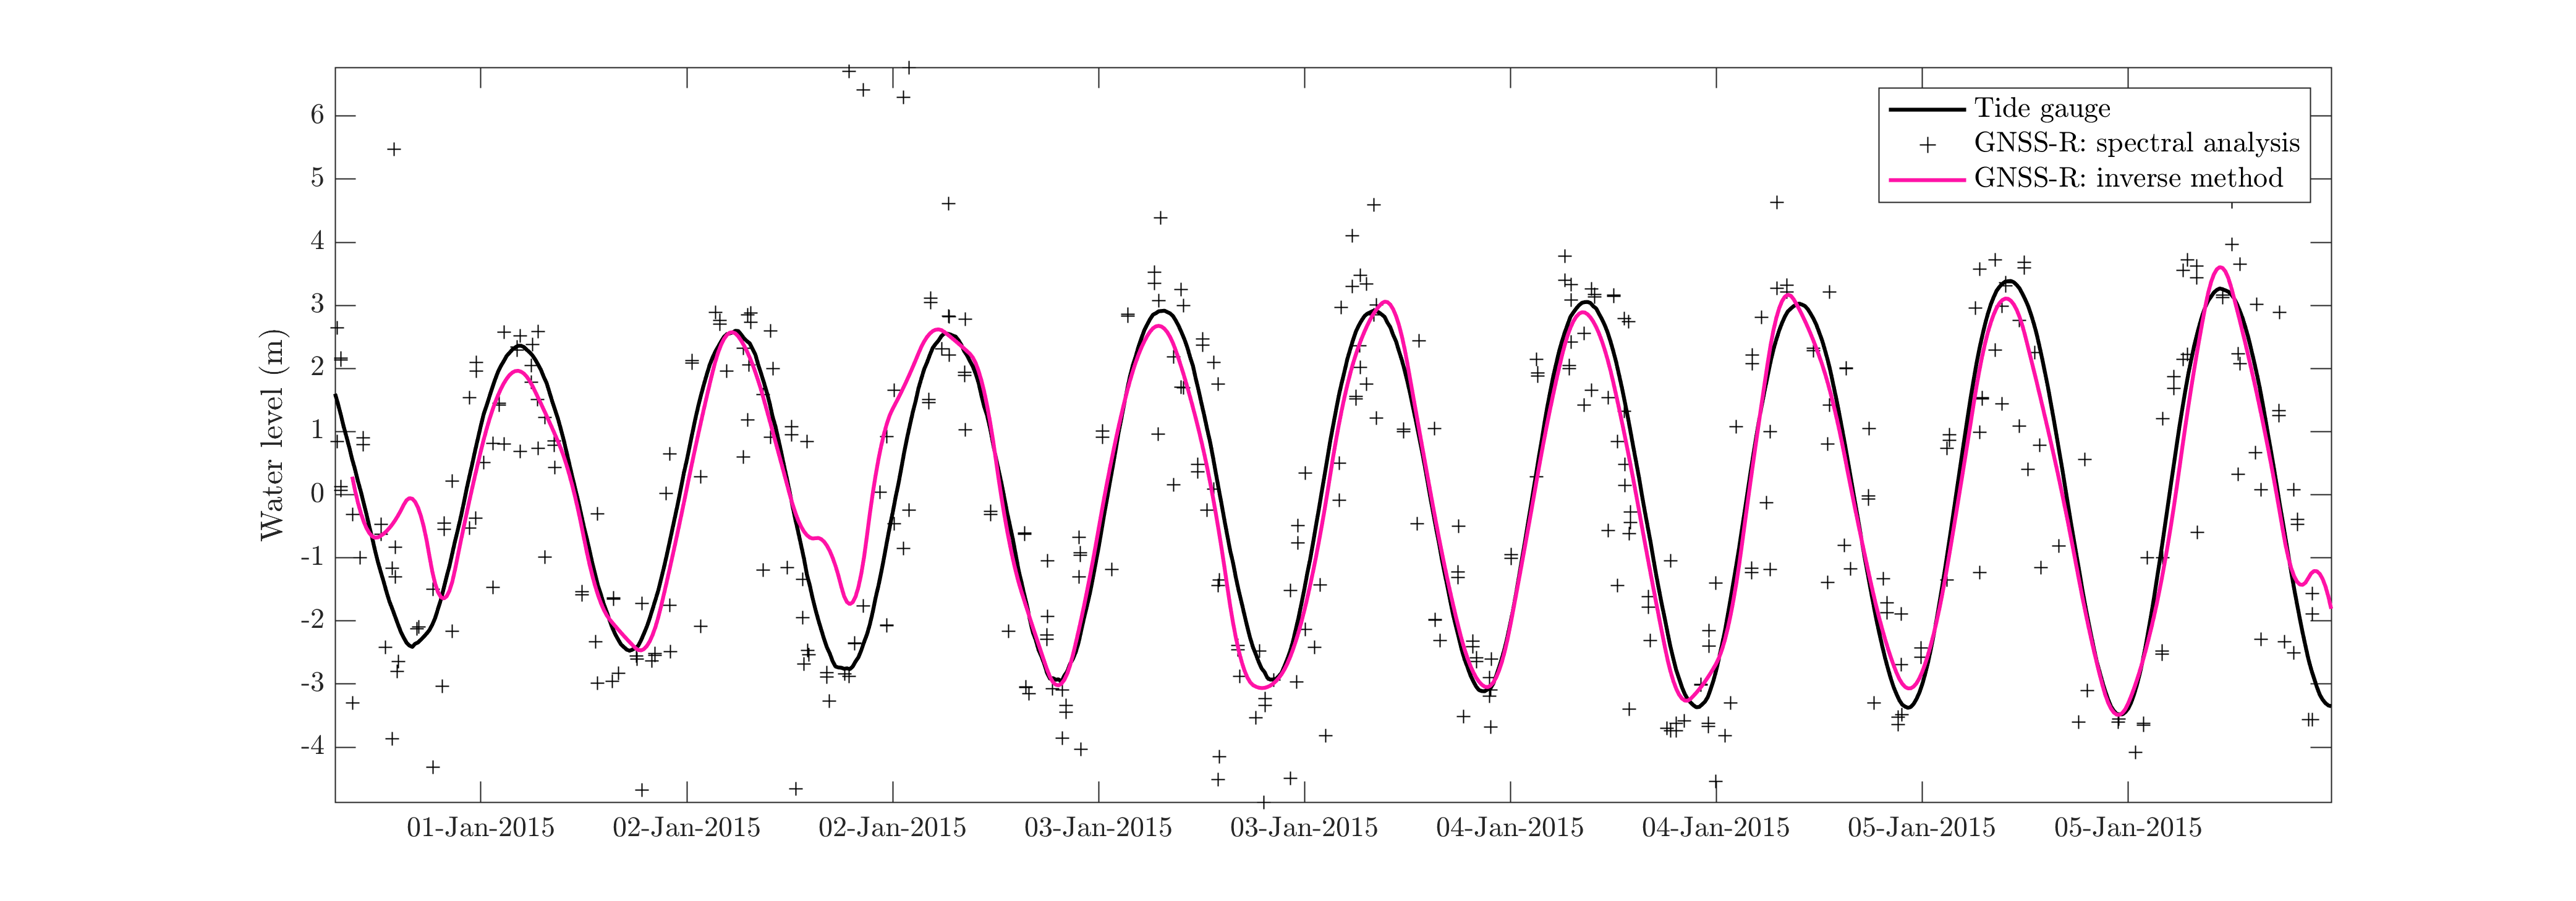 Tide gauge
GNSS-R: spectral analysis
GNSS-R: inverse method
Water level (m)
6
5
4
3
2
1
0
-1
-2
-3
-4
01-Jan-2015 02-Jan-2015 02-Jan-2015 03-Jan-2015 03-Jan-2015 04-Jan-2015 04-Jan-2015 05-Jan-2015 05-Jan-2015